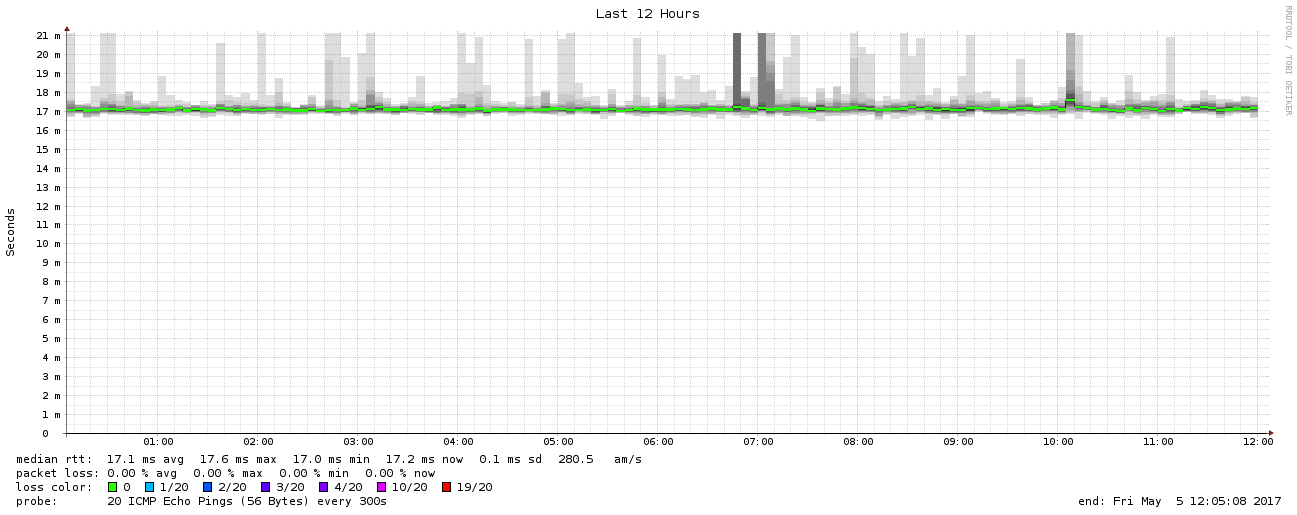 Last 12 Hours
RRDTOOL / TOBI OETIKER
21 m
20 m
19 m
18 m
17 m
16 m
15 m
14 m
13 m
12 m
11 m
10 m
9 m
8 m
7 m
6 m
5 m
4 m
3 m
2 m
1 m
0
Seconds
01:00 02:00 03:00 04:00 05:00 06:00 07:00 08:00 09:00 10:00 11:00 12:00
median rtt: 17.1 ms avg 17.6 ms max 17.0 ms min 17.2 ms now 0.1 ms sd 280.5 am/s
packet loss: 0.00 % avg 0.00 % max 0.00 % min 0.00 % now
loss color: 0 1/20 2/20 3/20 4/20 10/20 19/20
probe: 20 ICMP Echo Pings (56 Bytes) every 300s end: Fri May 5 12:05:08 2017